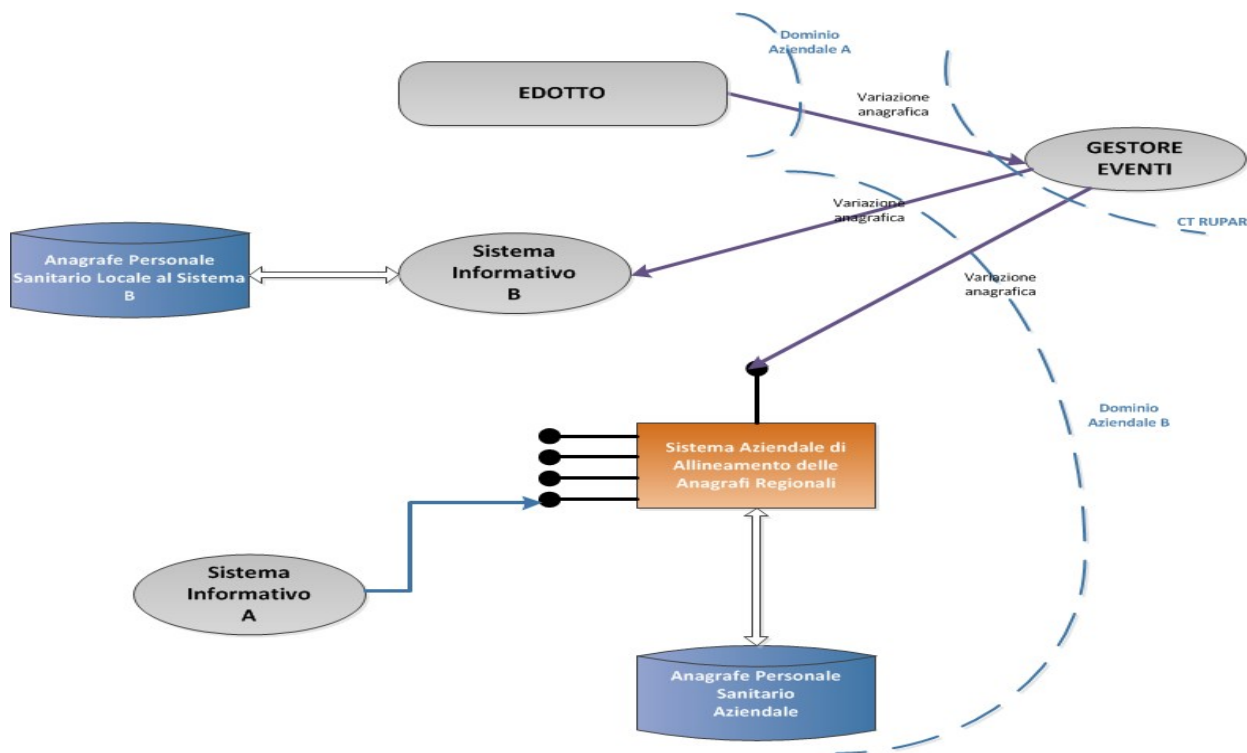 Dominio
Aziendale A
EDOTTO
Variazione
anagrafica
GESTORE
EVENTI
Variazione
anagrafica
CT RUPAR
Anagrafe Personale
Sanitario Locale al Sistema
B
Sistema
Informativo
B
Variazione
anagrafica
Dominio
Aziendale B
Sistema Aziendale di
Allineamento delle
Anagrafi Regionali
Sistema
Informativo
A
Anagrafe Personale
Sanitario
Aziendale